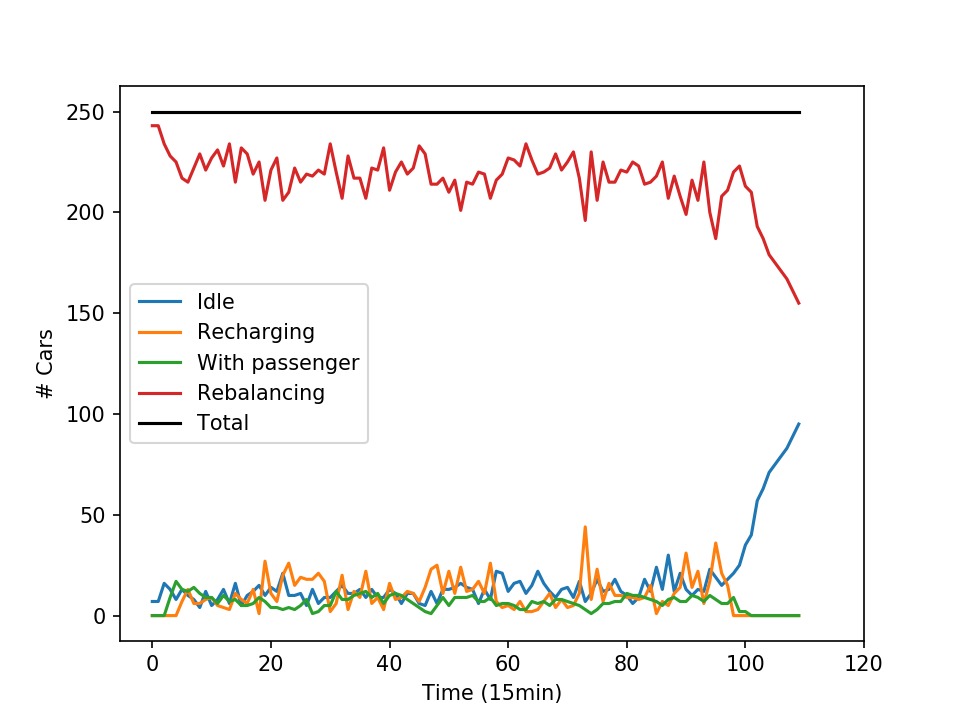 250
200
150
100
50
0
# Cars
Idle
Recharging
With passenger
Rebalancing
Total
0 20 40 60 80 100 120
Time (15min)